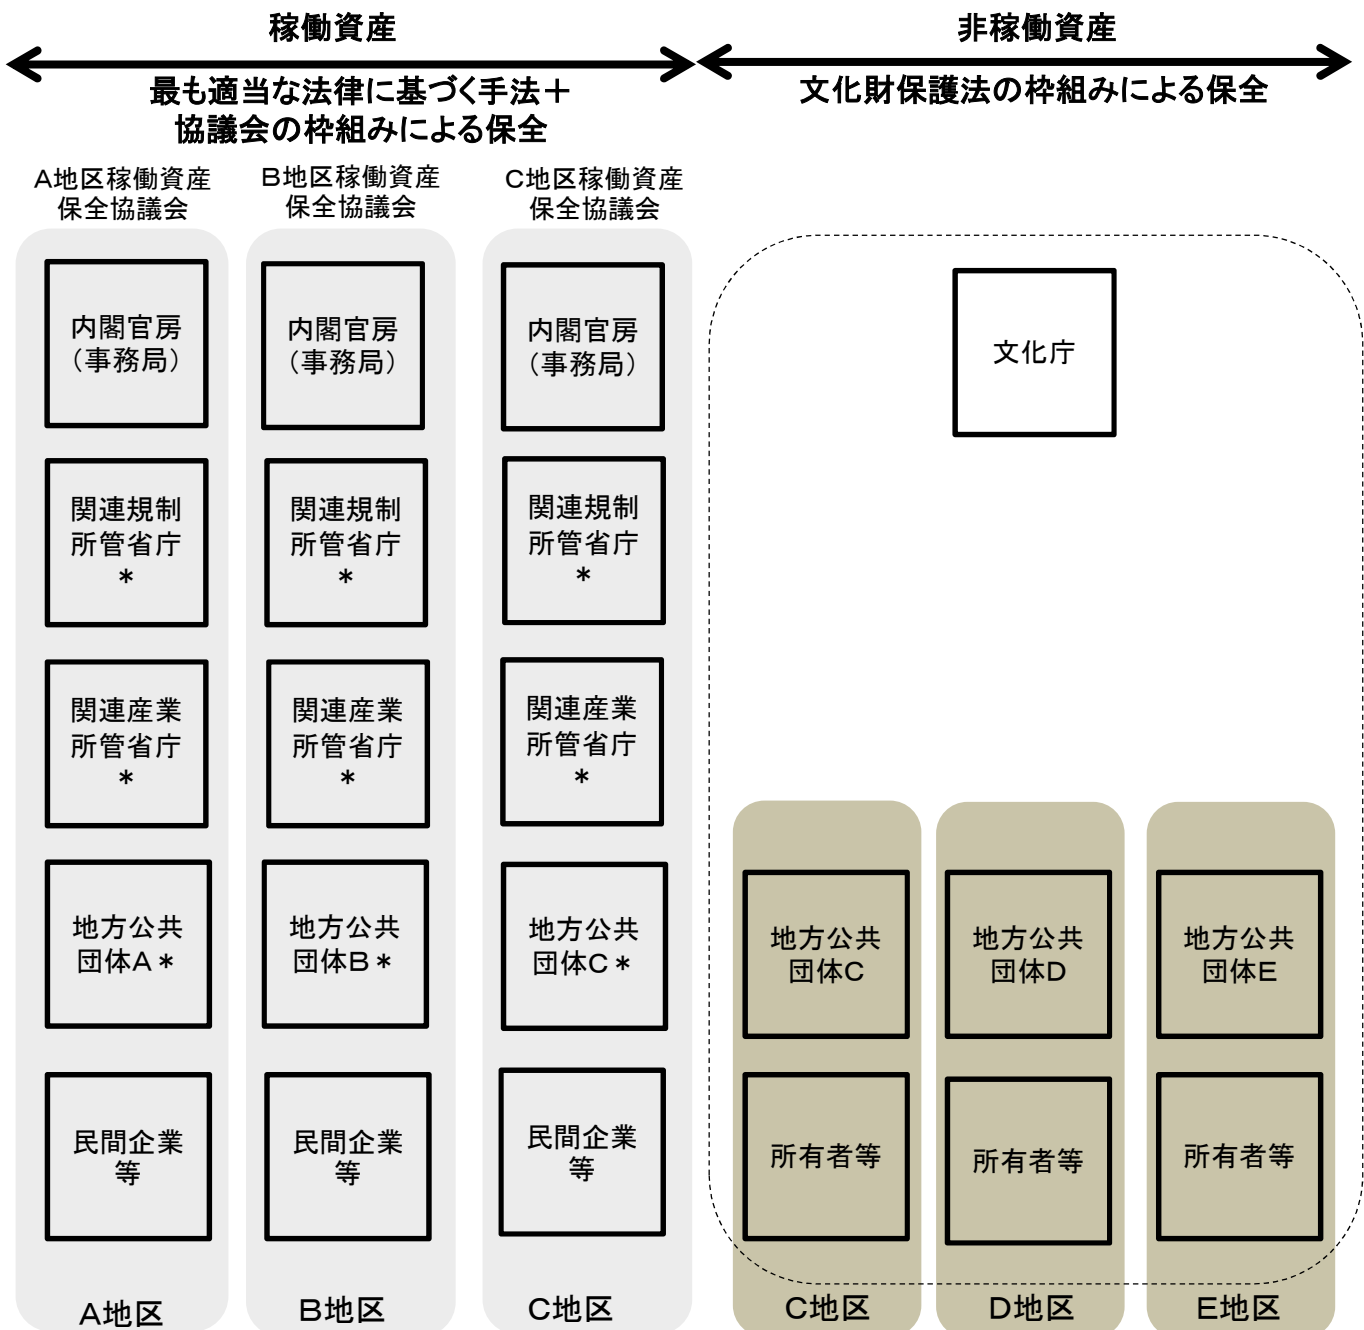 稼働資産
最も適当な法律に基づく手法＋
協議会の枠組みによる保全
非稼働資産
文化財保護法の枠組みによる保全
A地区稼働資産
保全協議会
内閣官房
（事務局）
関連規制
所管省庁
＊
関連産業
所管省庁
＊
地方公共
団体A＊
民間企業
等
A地区
B地区稼働資産
保全協議会
内閣官房
（事務局）
関連規制
所管省庁
＊
関連産業
所管省庁
＊
地方公共
団体B＊
民間企業
等
B地区
C地区稼働資産
保全協議会
内閣官房
（事務局）
関連規制
所管省庁
＊
関連産業
所管省庁
＊
地方公共
団体C＊
民間企業
等
C地区
文化庁
地方公共
団体C
所有者等
C地区
地方公共
団体D
所有者等
D地区
地方公共
団体E
所有者等
E地区